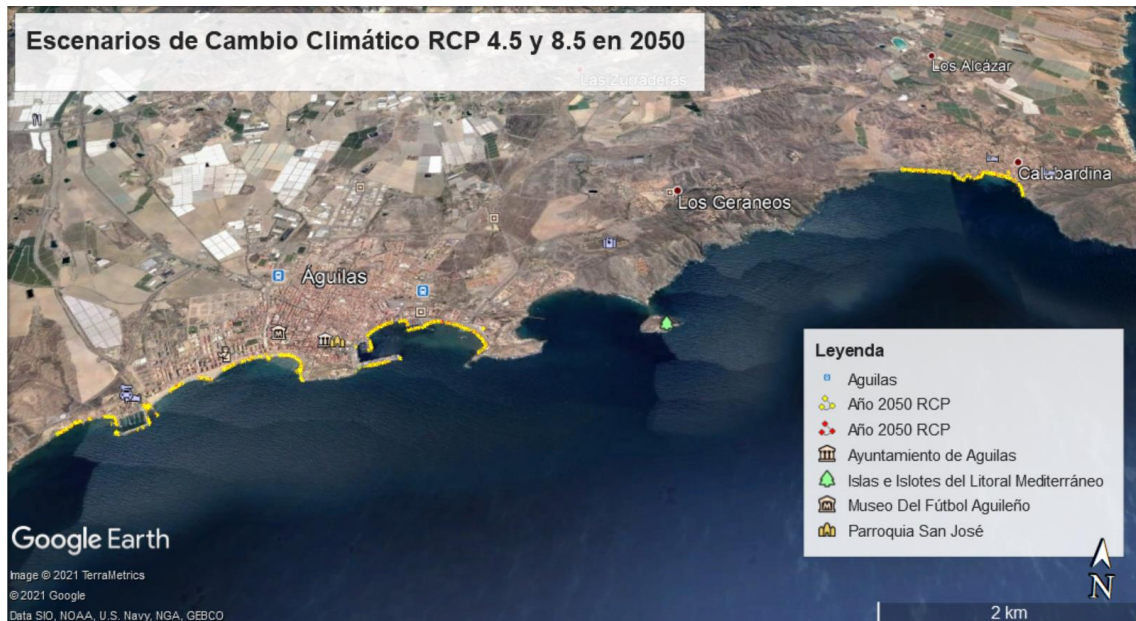 Escenarios de Cambio Climático RCP 4.5 y 8.5 en 2050
Las Zurraderas
Los Alcázar
Calabardina
Los Geraneos
Águilas
Leyenda
Aguilas
Año 2050 RCP
Año 2050 RCP
Ayuntamiento de Aguilas
Islas e Islotes del Litoral Mediterráneo
Museo Del Fútbol Aguileño
Parroquia San José
Google Earth
Image © 2021 TerraMetrics
© 2021 Google
Data SIO, NOAA, U.S. Navy, NGA, GEBCO
N
2 km